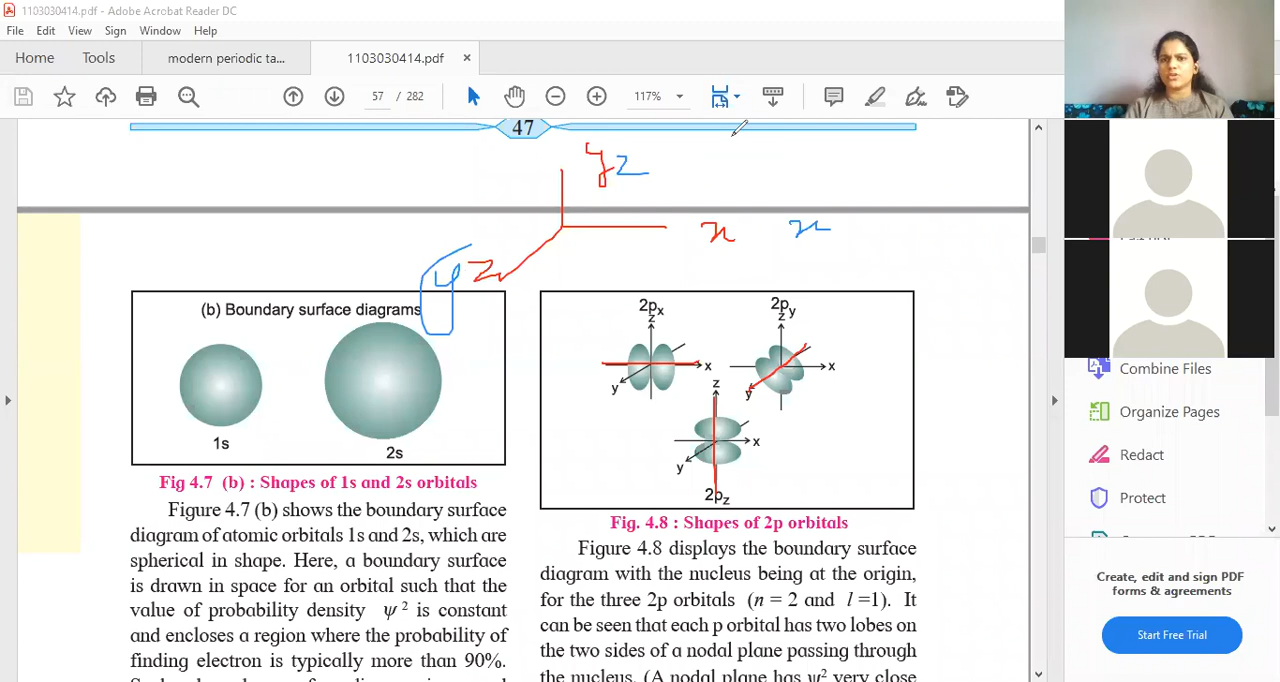 1103030414.pdf - Adobe Acrobat Reader DC
File Edit View Sign Window Help
Home Tools modern periodic ta... 1103030414.pdf ×
57 / 282 117%
47
y z
x x
y z
(b) Boundary surface diagrams
1s
2s
Fig 4.7 (b) : Shapes of 1s and 2s orbitals
Figure 4.7 (b) shows the boundary surface
diagram of atomic orbitals 1s and 2s, which are
spherical in shape. Here, a boundary surface
is drawn in space for an orbital such that the
value of probability density ψ 2 is constant
and encloses a region where the probability of
finding electron is typically more than 90%.
2px
z
x
y
2py
z
x
y
z
x
y
2pz
Fig. 4.8 : Shapes of 2p orbitals
Figure 4.8 displays the boundary surface
diagram with the nucleus being at the origin,
for the three 2p orbitals (n = 2 and l =1). It
can be seen that each p orbital has two lobes on
the two sides of a nodal plane passing through
the nucleus. (A nodal plane has ψ2 very close
Combine Files
Organize Pages
Redact
Protect
Create, edit and sign PDF
forms & agreements
Start Free Trial